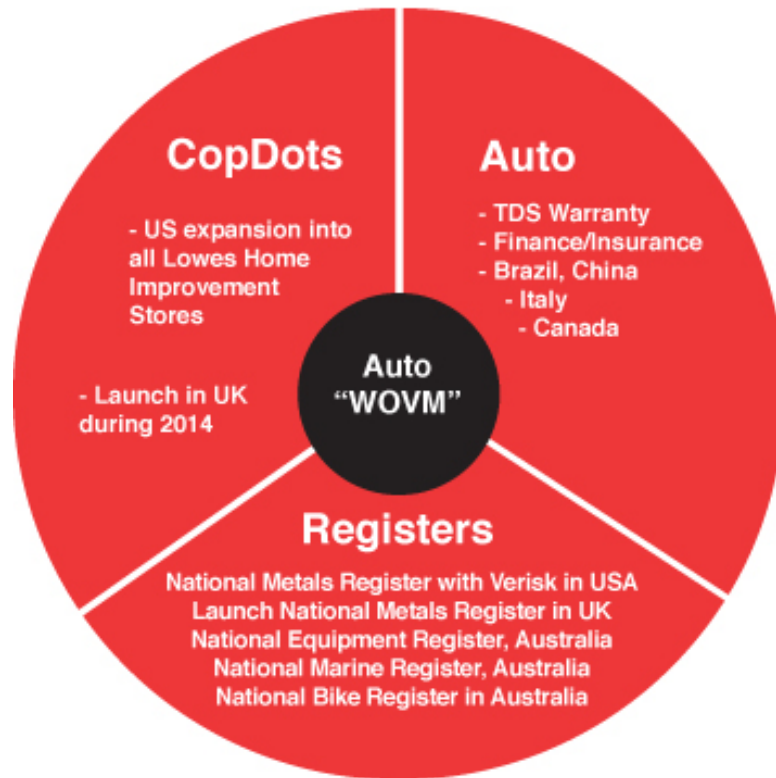 CopDots
- US expansion into
all Lowes Home
Improvement
Stores
- Launch in UK
during 2014
Auto
- TDS Warranty
- Finance/Insurance
- Brazil, China
- Italy
- Canada
Auto
“WOVM”
Registers
National Metals Register with Verisk in USA
Launch National Metals Register in UK
National Equipment Register, Australia
National Marine Register, Australia
National Bike Register in Australia